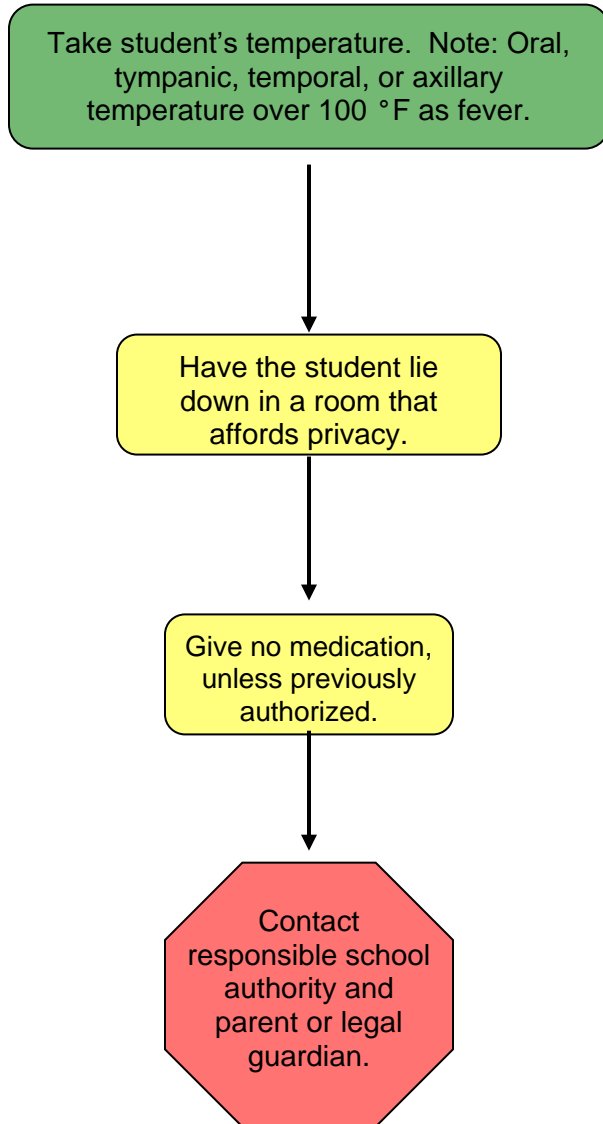 Take student’s temperature.  Note: Oral,
tympanic, temporal, or axillary
temperature over 100 °F as fever.
Have the student lie
down in a room that
affords privacy.
Give no medication,
unless previously
authorized.
Contact
responsible school
authority and
parent or legal
guardian.